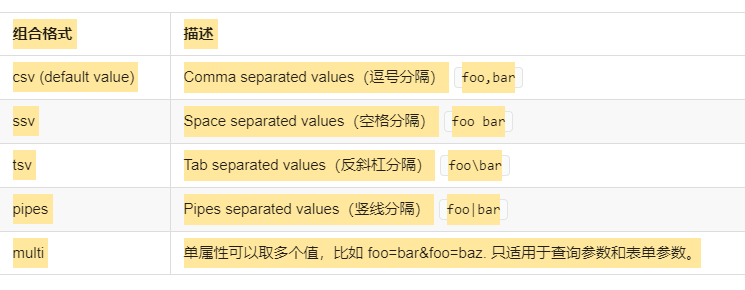 组合格式 描述
csv (default value) Comma separated values（逗号分隔） foo,bar
ssv Space separated values（空格分隔） foo bar
tsv Tab separated values（反斜杠分隔） foo\bar
pipes Pipes separated values（竖线分隔） foo|bar
multi 单属性可以取多个值，比如 foo=bar&foo=baz. 只适用于查询参数和表单参数。